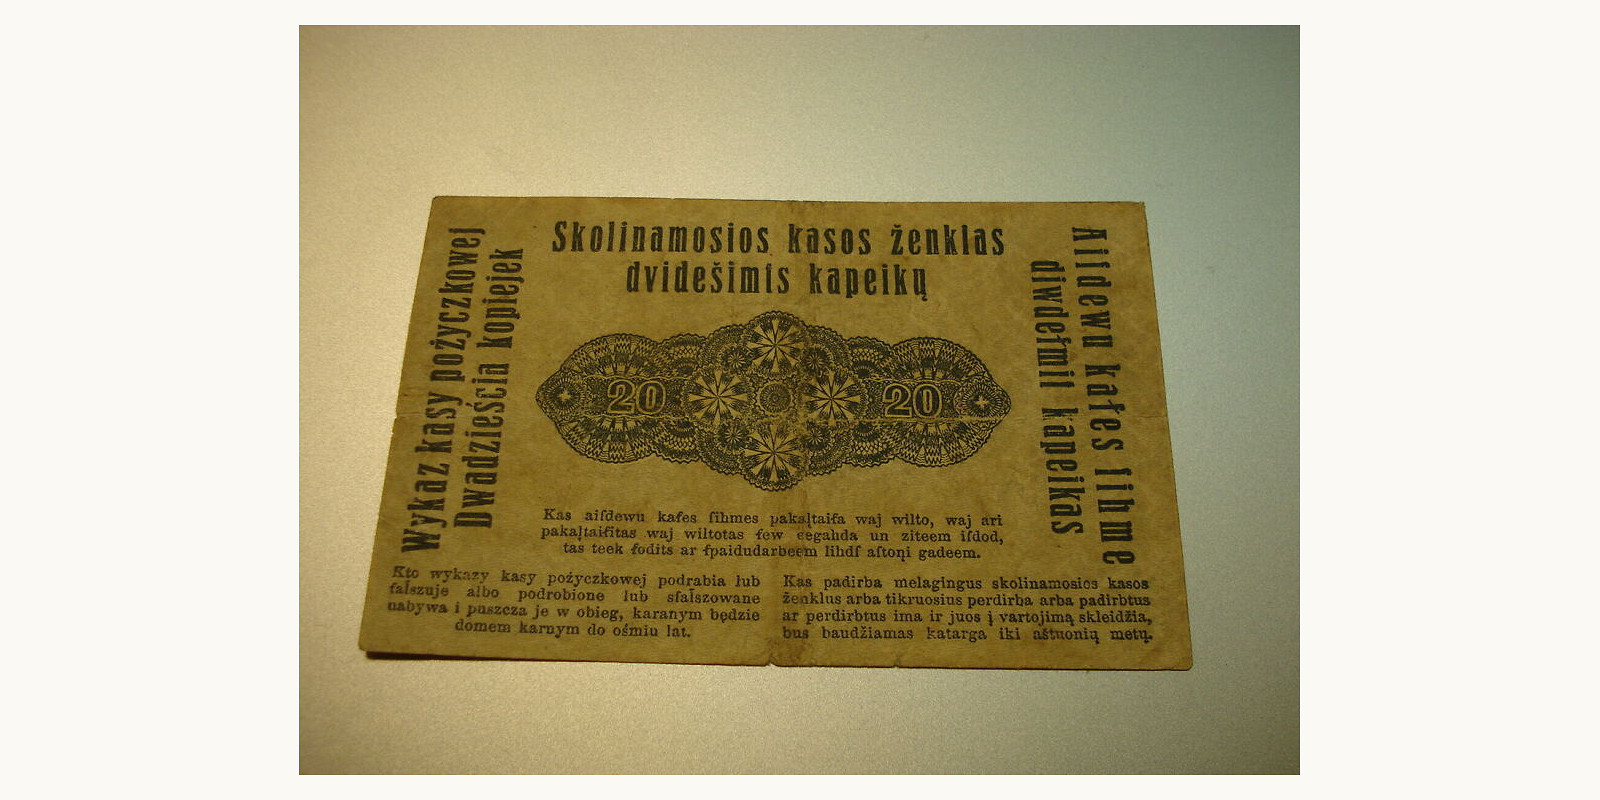 Skolinamosios kasos ženklas
dvidešimts kapeikų
Wykaz kasy pożyczkowej
Dwadzieścia kopiejek
Aiſdewu kaſes ſihme
diwdeſmit kapeikas
20 20
Kas aiſdewu kaſes ſihmes pakaļtaiſa waj wilto, waj ari
pakaļtaiſitas waj wiltotas ſew eegahda un ziteem iſdod,
tas teek ſodits ar ſpaidudarbeem lihdſ aſtoņi gadeem.
Kto wykazy kasy pożyczkowej podrabia lub
fałszuje albo podrobione lub sfałszowane
nabywa i puszcza je w obieg, karanym będzie
domem karnym do ośmiu lat.
Kas padirba melagingus skolinamosios kasos
ženklus arba tikruosius perdirba arba padirbtus
ar perdirbtus ima ir juos į vartojimą skleidžia,
bus baudžiamas katarga iki aštuonių metų.